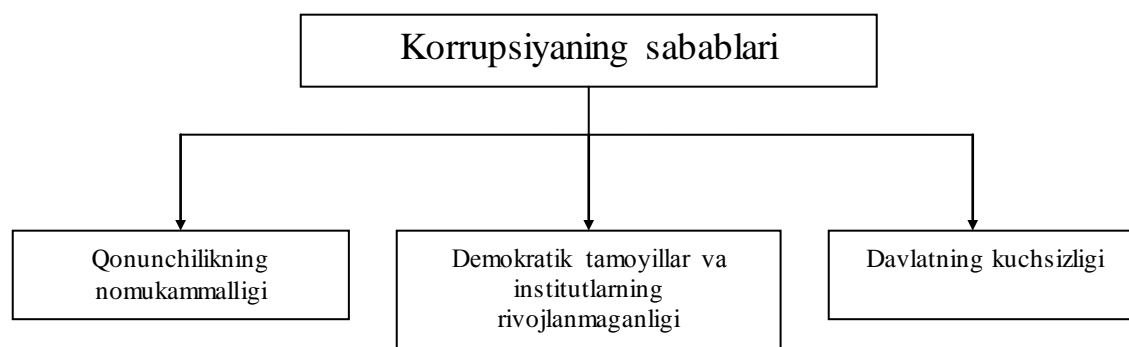 Korrupsiyaning sabablari
Qonunchilikning
nomukammalligi
Demokratik tamoyillar va
institutlarning
rivojlanmaganligi
Davlatning kuchsizligi